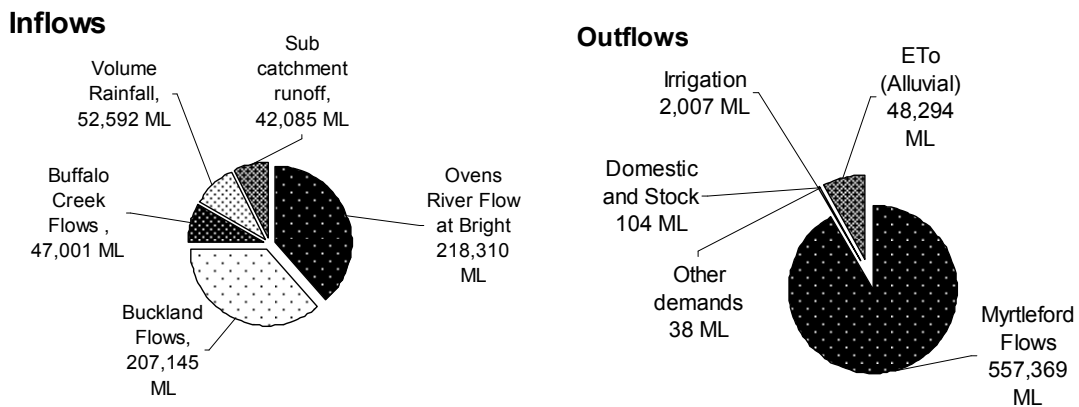 Inflows
Sub
catchment
runoff,
42,085 ML
Volume
Rainfall,
52,592 ML
Buffalo
Creek
Flows ,
47,001 ML
Ovens
River Flow
at Bright
218,310
ML
Buckland
Flows,
207,145
ML
Outflows
ETo
(Alluvial)
48,294
ML
Irrigation
2,007 ML
Domestic
and Stock
104 ML
Other
demands
38 ML
Myrtleford
Flows
557,369
ML